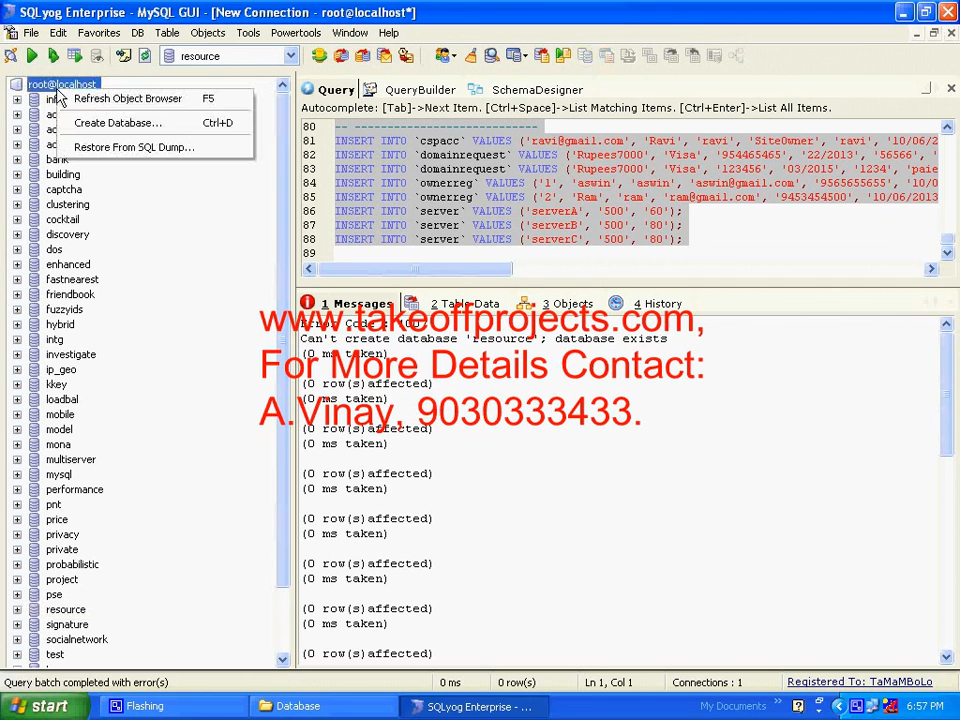 SQLyog Enterprise - MySQL GUI - [New Connection - root@localhost*]
File Edit Favorites DB Table Objects Tools Powertools Window Help
resource
root@localhost
Refresh Object Browser F5
Create Database... Ctrl+D
Restore From SQL Dump...
bank
building
captcha
clustering
cocktail
discovery
dos
enhanced
fastnearest
friendbook
fuzzyids
hybrid
intg
investigate
ip_geo
kkey
loadbal
mobile
model
mona
multiserver
mysql
performance
pnt
price
privacy
private
probabilistic
project
pse
resource
signature
socialnetwork
test
Query QueryBuilder SchemaDesigner
Autocomplete: [Tab]->Next Item. [Ctrl+Space]->List Matching Items. [Ctrl+Enter]->List All Items.
80 -- ----------------------------
81 INSERT INTO `cspacc` VALUES ('ravi@gmail.com', 'Ravi', 'ravi', 'SiteOwner', 'ravi', '10/06/2
82 INSERT INTO `domainrequest` VALUES ('Rupees7000', 'Visa', '954465465', '22/2013', '56566', '
83 INSERT INTO `domainrequest` VALUES ('Rupees7000', 'Visa', '123456', '03/2015', '1234', 'paie
84 INSERT INTO `ownerreg` VALUES ('1', 'aswin', 'aswin', 'aswin@gmail.com', '9565655655', '10/0
85 INSERT INTO `ownerreg` VALUES ('2', 'Ram', 'ram', 'ram@gmail.com', '9453454500', '10/06/2013
86 INSERT INTO `server` VALUES ('serverA', '500', '60');
87 INSERT INTO `server` VALUES ('serverB', '500', '80');
88 INSERT INTO `server` VALUES ('serverC', '500', '80');
89
1 Messages 2 Table Data 3 Objects 4 History
Error Code : 1007
Can't create database 'resource'; database exists
(0 ms taken)
(0 row(s)affected)
(0 ms taken)
(0 row(s)affected)
(0 ms taken)
(0 row(s)affected)
(0 ms taken)
(0 row(s)affected)
(0 ms taken)
(0 row(s)affected)
(0 ms taken)
(0 row(s)affected)
(0 ms taken)
(0 row(s)affected)
www.takeoffprojects.com,
For More Details Contact:
A.Vinay, 9030333433.
Query batch completed with error(s) 0 ms 0 row(s) Ln 1, Col 1 Connections : 1 Registered To: TaMaMBoLo
start Flashing Database SQLyog Enterprise - ... My Documents 6:57 PM